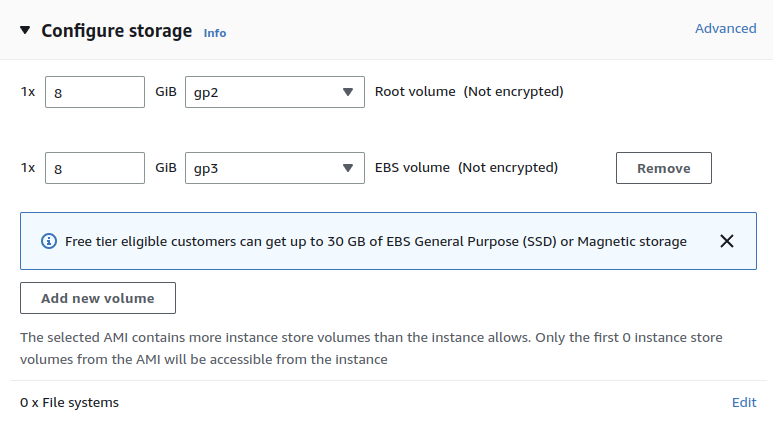 Configure storage Info Advanced
1x 8 GiB gp2 Root volume (Not encrypted)
1x 8 GiB gp3 EBS volume (Not encrypted) Remove
Free tier eligible customers can get up to 30 GB of EBS General Purpose (SSD) or Magnetic storage
Add new volume
The selected AMI contains more instance store volumes than the instance allows. Only the first 0 instance store
volumes from the AMI will be accessible from the instance
0 x File systems Edit